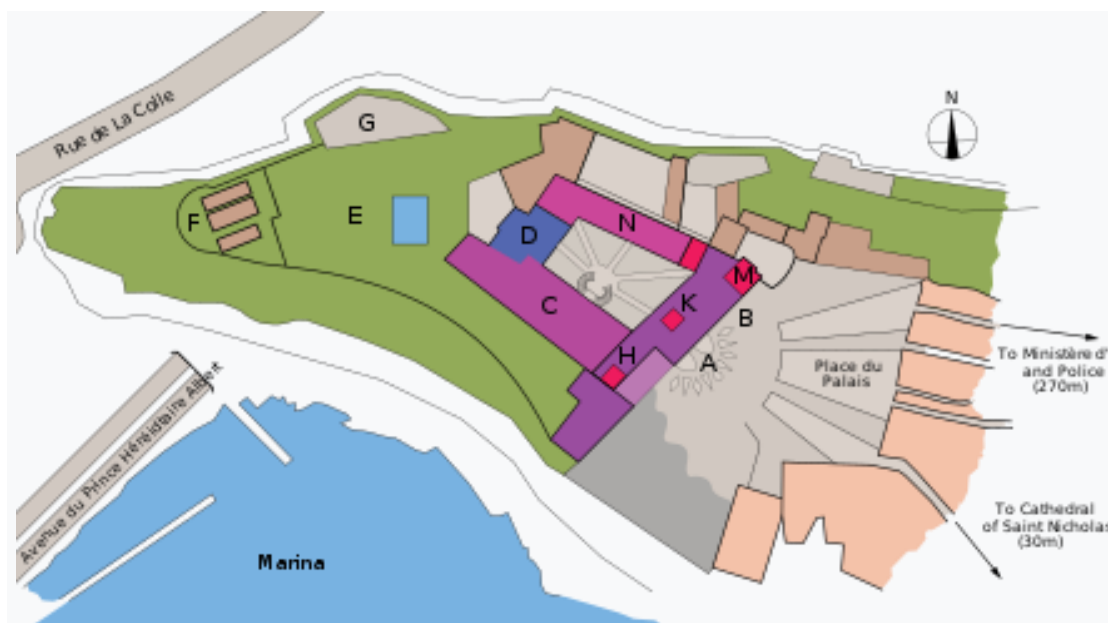 N
Rue de La Colle
G
F
E
N
D
M
C
K
B
H
A
Place du
Palais
To Ministère d'
and Police
(270m)
Avenue du Prince Héréditaire Albert
To Cathedral
of Saint Nicholas
(30m)
Marina